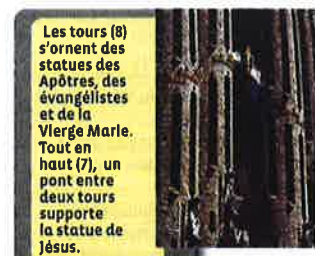 Les tours (8)
s'ornent des
statues des
Apôtres, des
évangélistes
et de la
Vierge Marie.
Tout en
haut (7), un
pont entre
deux tours
supporte
la statue de
Jésus.